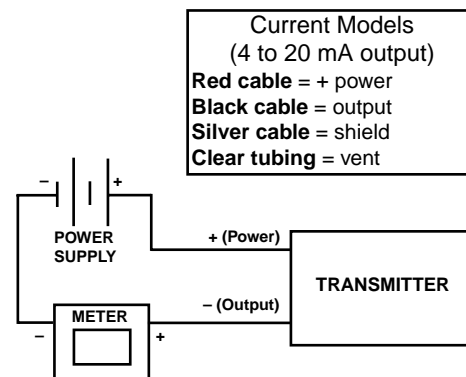 Current Models
(4 to 20 mA output)
Red cable = + power
Black cable = output
Silver cable = shield
Clear tubing = vent
– +
POWER
SUPPLY
+ (Power)
TRANSMITTER
– (Output)
METER
– +